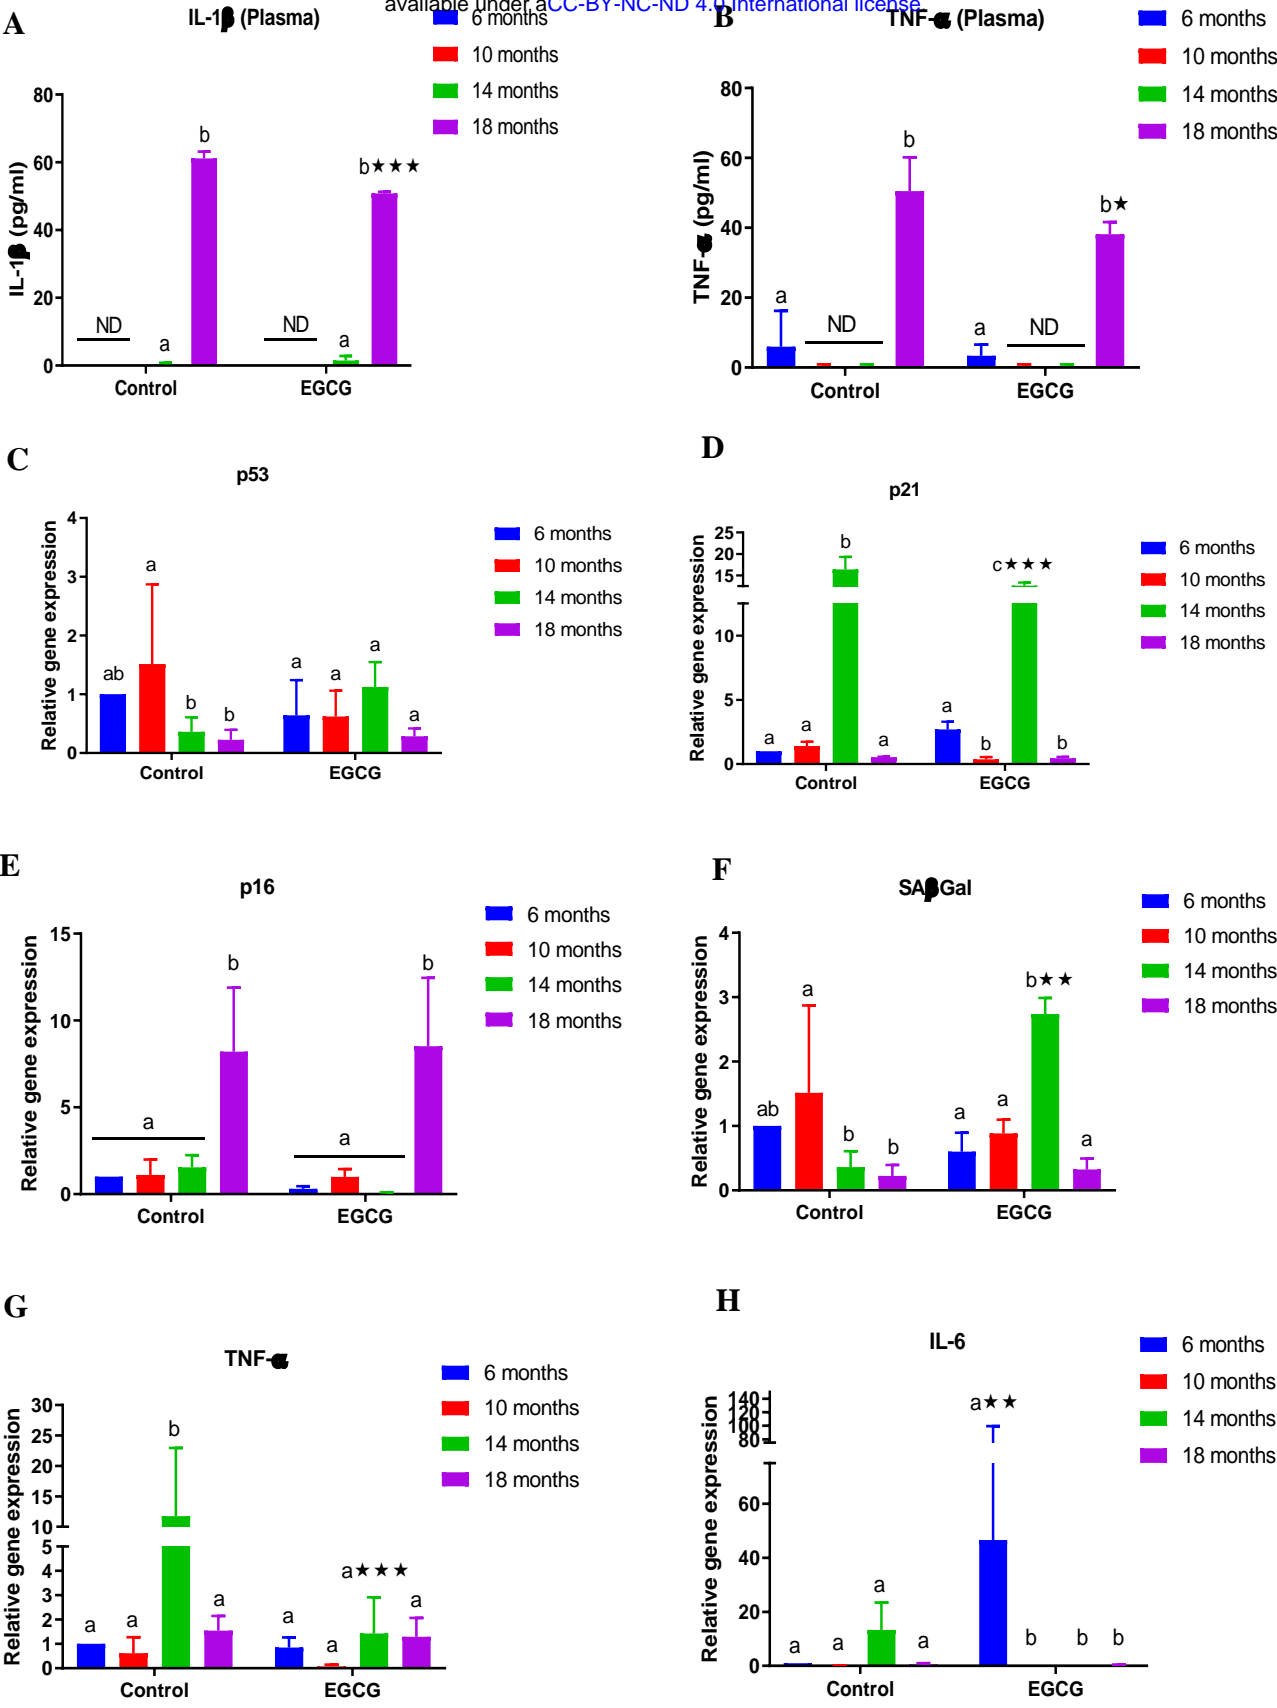 available under aCC-BY-NC-ND 4.0 International license
A
IL-1β (Plasma)
6 months
10 months
14 months
18 months
IL-1β (pg/ml)
80
60
40
20
0
ND
a
b
ND
a
b★★★
Control
EGCG
B
TNF-α (Plasma)
6 months
10 months
14 months
18 months
TNF-α (pg/ml)
80
60
40
20
0
a
ND
b
a
ND
b★
Control
EGCG
C
p53
6 months
10 months
14 months
18 months
Relative gene expression
4
3
2
1
0
ab
a
b
b
a
a
a
a
Control
EGCG
D
p21
6 months
10 months
14 months
18 months
Relative gene expression
25
20
15
10
5
0
a
a
b
a
a
b
c★★★
b
Control
EGCG
E
p16
6 months
10 months
14 months
18 months
Relative gene expression
15
10
5
0
a
b
a
b
Control
EGCG
F
SAβGal
6 months
10 months
14 months
18 months
Relative gene expression
4
3
2
1
0
ab
a
b
b
a
a
b★★
a
Control
EGCG
G
TNF-α
6 months
10 months
14 months
18 months
Relative gene expression
30
25
20
15
10
5
4
3
2
1
0
a
a
b
a
a
a
a★★★
a
Control
EGCG
H
IL-6
6 months
10 months
14 months
18 months
Relative gene expression
140
120
100
80
60
40
20
0
a
a
a
a
a★★
b
b
b
Control
EGCG